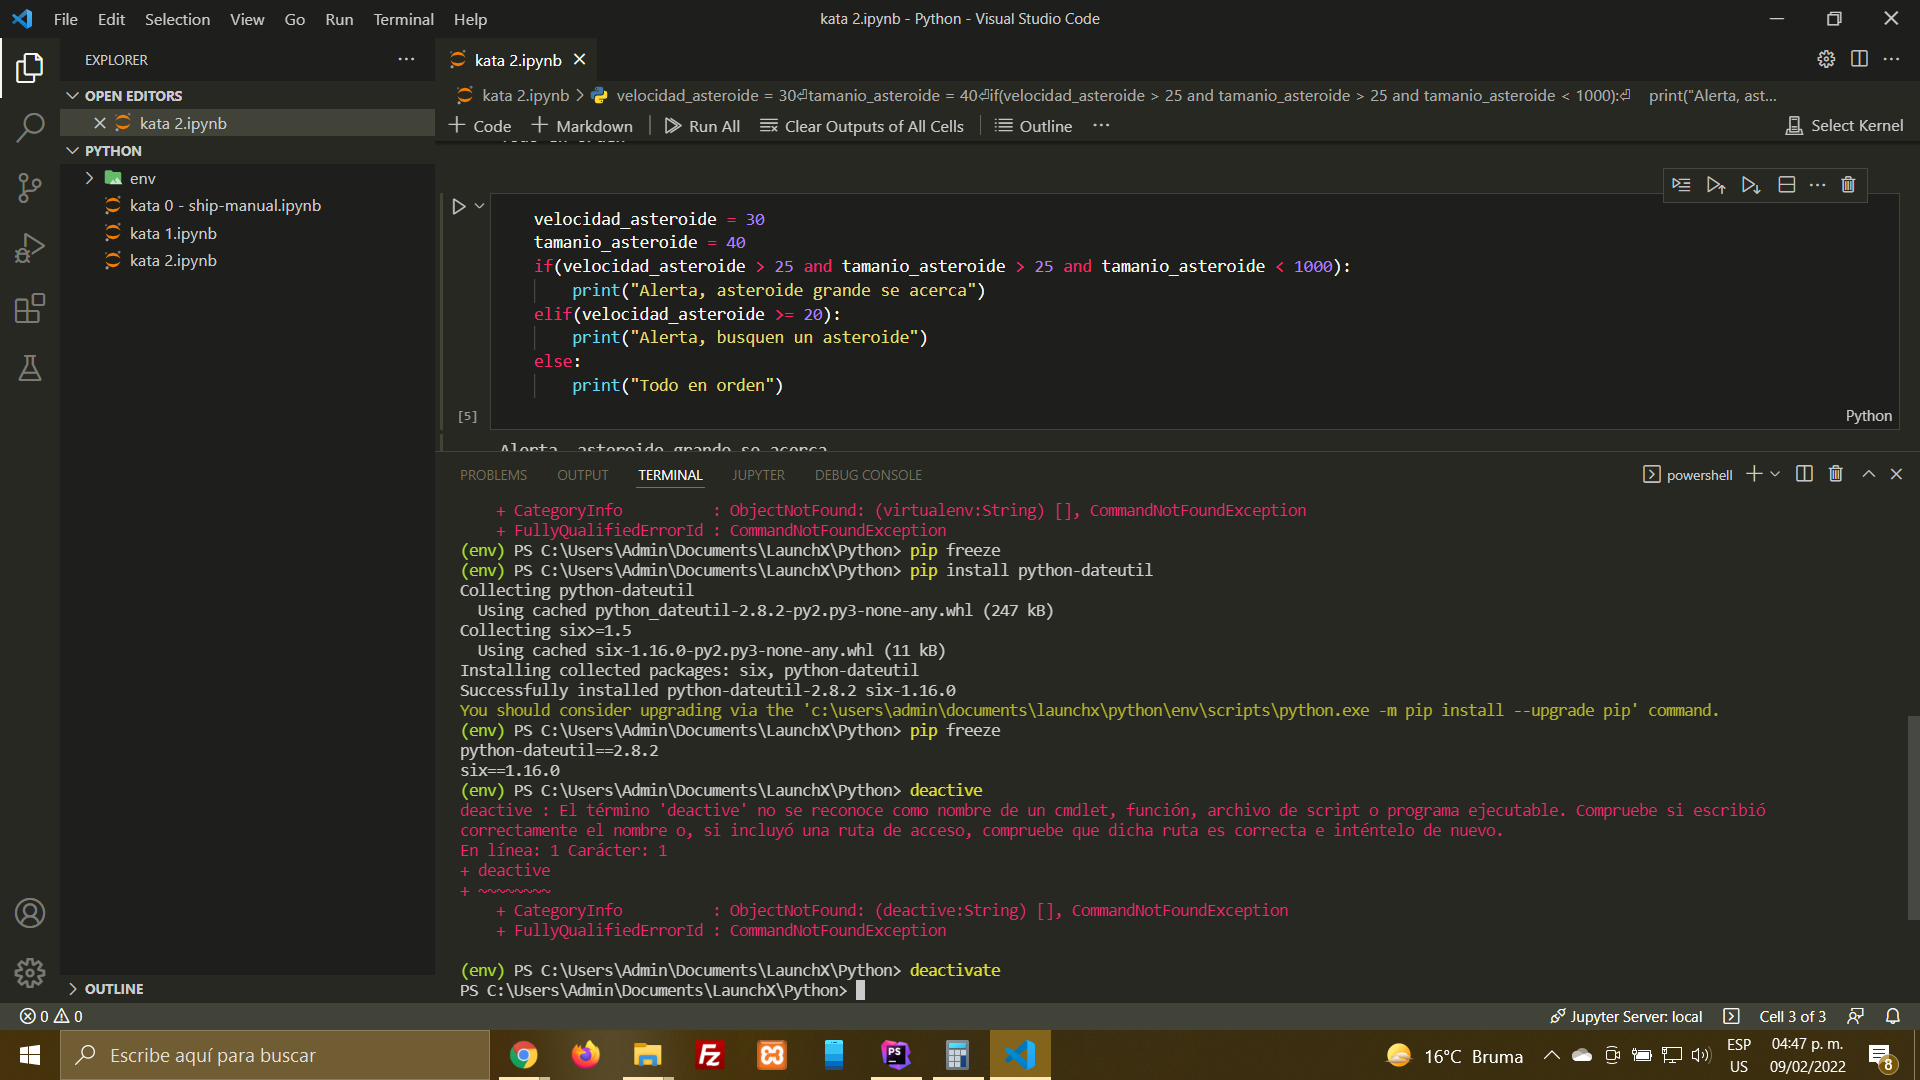 File Edit Selection View Go Run Terminal Help
kata 2.ipynb - Python - Visual Studio Code
EXPLORER
OPEN EDITORS
kata 2.ipynb
PYTHON
env
kata 0 - ship-manual.ipynb
kata 1.ipynb
kata 2.ipynb
OUTLINE
kata 2.ipynb
kata 2.ipynb > velocidad_asteroide = 30⏎tamanio_asteroide = 40⏎if(velocidad_asteroide > 25 and tamanio_asteroide > 25 and tamanio_asteroide < 1000):⏎ print("Alerta, ast...
+ Code + Markdown Run All Clear Outputs of All Cells Outline ... Select Kernel
Todo en orden
velocidad_asteroide = 30
tamanio_asteroide = 40
if(velocidad_asteroide > 25 and tamanio_asteroide > 25 and tamanio_asteroide < 1000):
    print("Alerta, asteroide grande se acerca")
elif(velocidad_asteroide >= 20):
    print("Alerta, busquen un asteroide")
else:
    print("Todo en orden")
[5]
Python
Alerta, asteroide grande se acerca
PROBLEMS OUTPUT TERMINAL JUPYTER DEBUG CONSOLE
powershell
    + CategoryInfo          : ObjectNotFound: (virtualenv:String) [], CommandNotFoundException
    + FullyQualifiedErrorId : CommandNotFoundException
(env) PS C:\Users\Admin\Documents\LaunchX\Python> pip freeze
(env) PS C:\Users\Admin\Documents\LaunchX\Python> pip install python-dateutil
Collecting python-dateutil
  Using cached python_dateutil-2.8.2-py2.py3-none-any.whl (247 kB)
Collecting six>=1.5
  Using cached six-1.16.0-py2.py3-none-any.whl (11 kB)
Installing collected packages: six, python-dateutil
Successfully installed python-dateutil-2.8.2 six-1.16.0
You should consider upgrading via the 'c:\users\admin\documents\launchx\python\env\scripts\python.exe -m pip install --upgrade pip' command.
(env) PS C:\Users\Admin\Documents\LaunchX\Python> pip freeze
python-dateutil==2.8.2
six==1.16.0
(env) PS C:\Users\Admin\Documents\LaunchX\Python> deactive
deactive : El término 'deactive' no se reconoce como nombre de un cmdlet, función, archivo de script o programa ejecutable. Compruebe si escribió
correctamente el nombre o, si incluyó una ruta de acceso, compruebe que dicha ruta es correcta e inténtelo de nuevo.
En línea: 1 Carácter: 1
+ deactive
+ ~~~~~~~~
    + CategoryInfo          : ObjectNotFound: (deactive:String) [], CommandNotFoundException
    + FullyQualifiedErrorId : CommandNotFoundException
(env) PS C:\Users\Admin\Documents\LaunchX\Python> deactivate
PS C:\Users\Admin\Documents\LaunchX\Python>
0 0
Jupyter Server: local
Cell 3 of 3
Escribe aquí para buscar
16°C Bruma
ESP
US
04:47 p. m.
09/02/2022
8